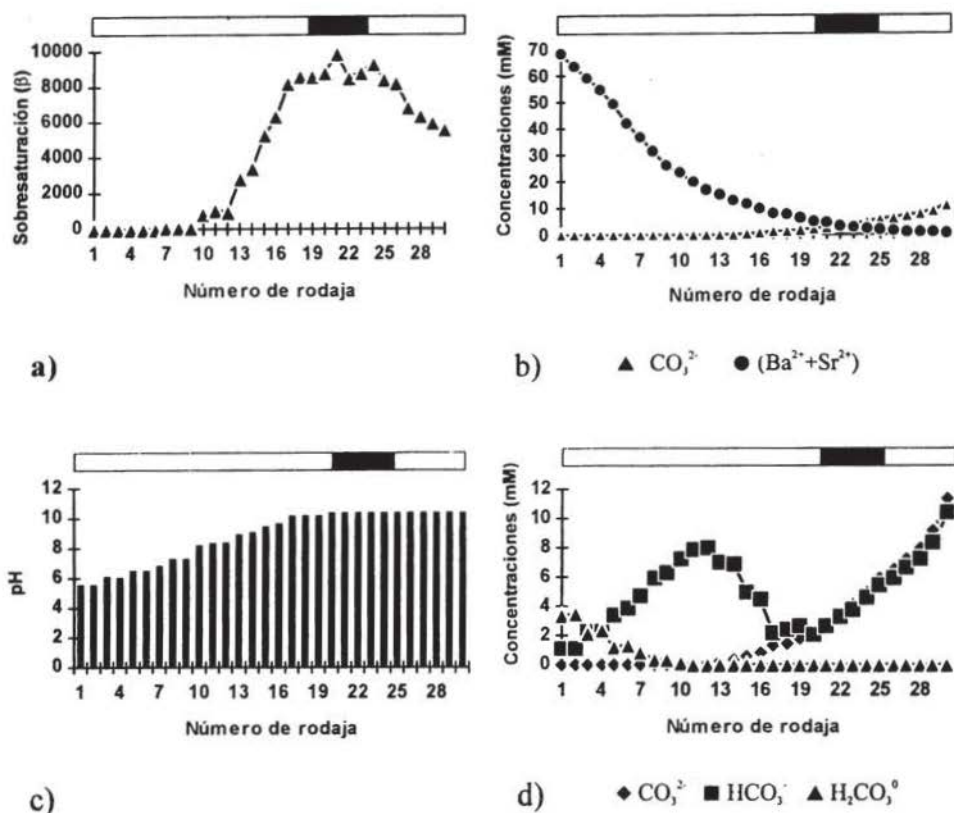 Sobresaturación (β)
10000
8000
6000
4000
2000
0
1 4 7 10 13 16 19 22 25 28
Número de rodaja
a)
Concentraciones (mM)
70
60
50
40
30
20
10
0
1 4 7 10 13 16 19 22 25 28
Número de rodaja
b)
▲ CO₃²⁻ ● (Ba²⁺+Sr²⁺)
pH
12
10
8
6
4
2
0
1 4 7 10 13 16 19 22 25 28
Número de rodaja
c)
Concentraciones (mM)
12
10
8
6
4
2
0
1 4 7 10 13 16 19 22 25 28
Número de rodaja
d)
◆ CO₃²⁻ ■ HCO₃⁻ ▲ H₂CO₃⁰